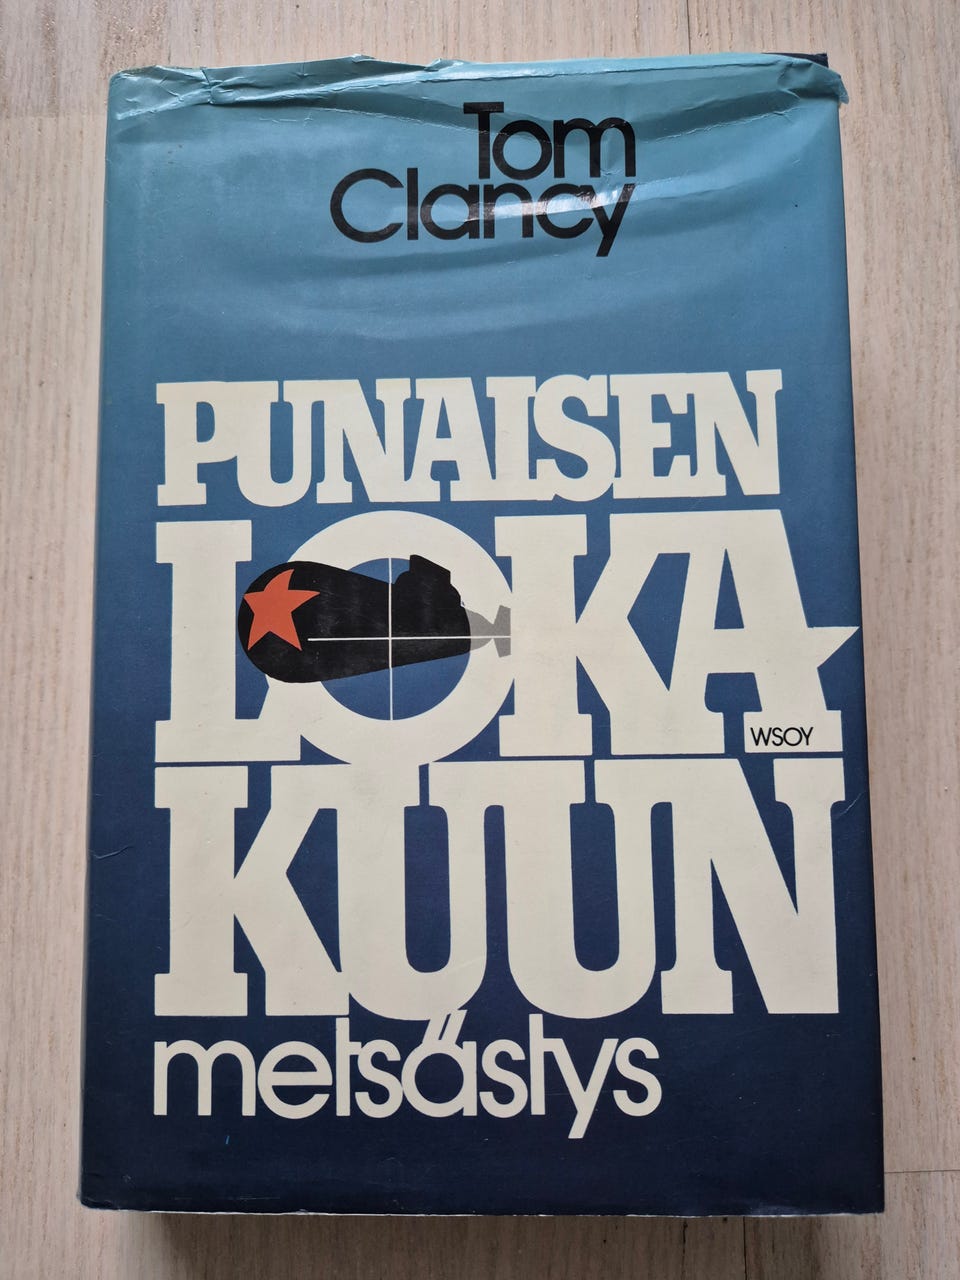 Tom
Clancy
PUNAISEN
LOKA
WSOY
KUUN
metsästys